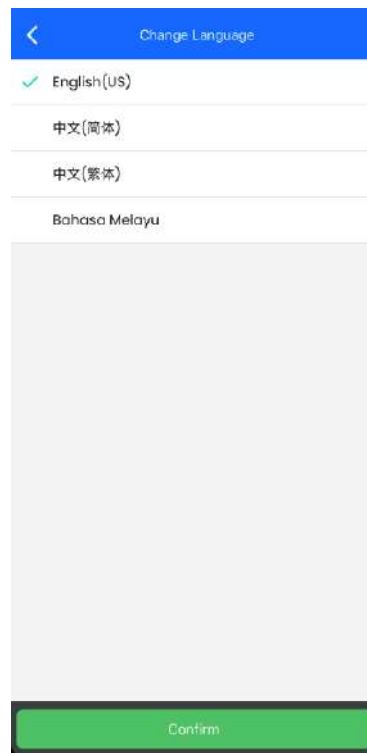 Change Language
English(US)
中文(简体)
中文(繁体)
Bahasa Melayu
Confirm